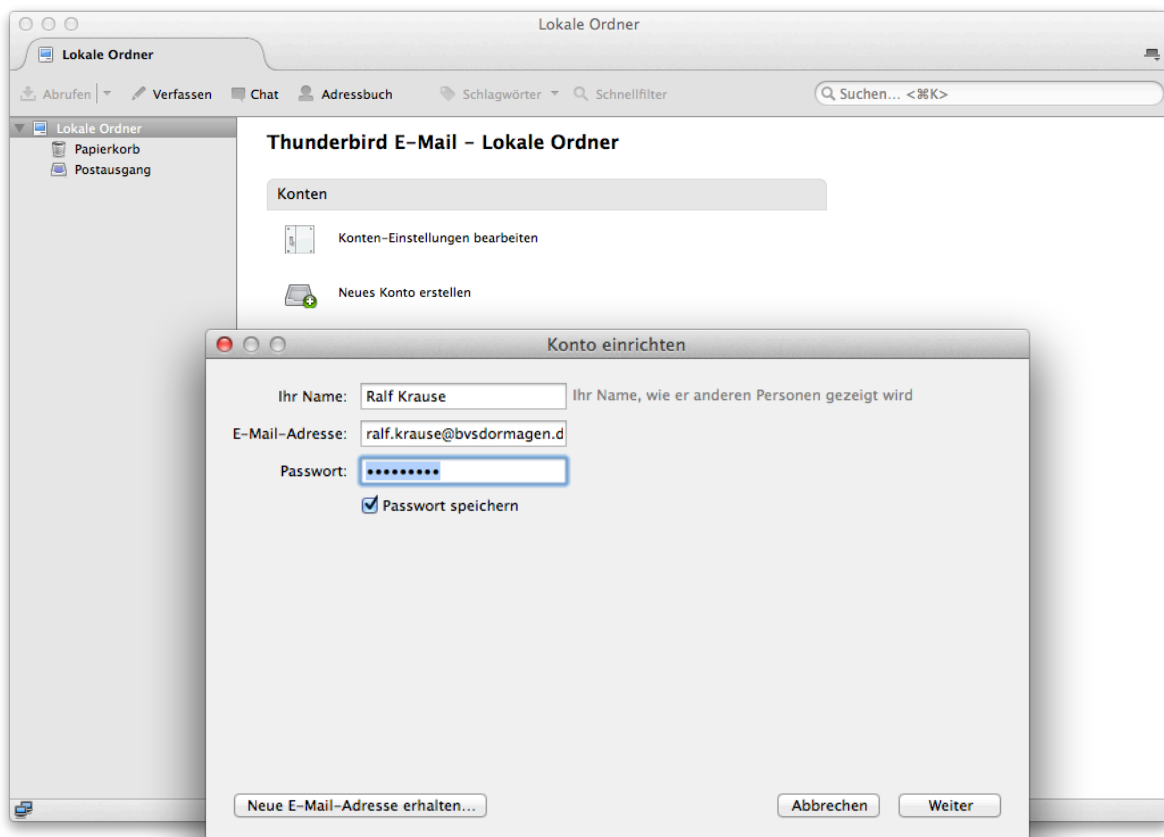 Lokale Ordner
Lokale Ordner
Abrufen Verfassen Chat Adressbuch Schlagwörter Schnellfilter Suchen... <⌘K>
Lokale Ordner
Papierkorb
Postausgang
Thunderbird E-Mail - Lokale Ordner
Konten
Konten-Einstellungen bearbeiten
Neues Konto erstellen
Konto einrichten
Ihr Name: Ralf Krause Ihr Name, wie er anderen Personen gezeigt wird
E-Mail-Adresse: ralf.krause@bvsdormagen.d
Passwort: •••••••••
Passwort speichern
Neue E-Mail-Adresse erhalten... Abbrechen Weiter